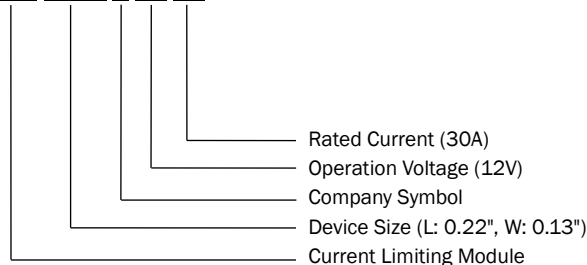 Rated Current (30A)
Operation Voltage (12V)
Company Symbol
Device Size (L: 0.22", W: 0.13")
Current Limiting Module